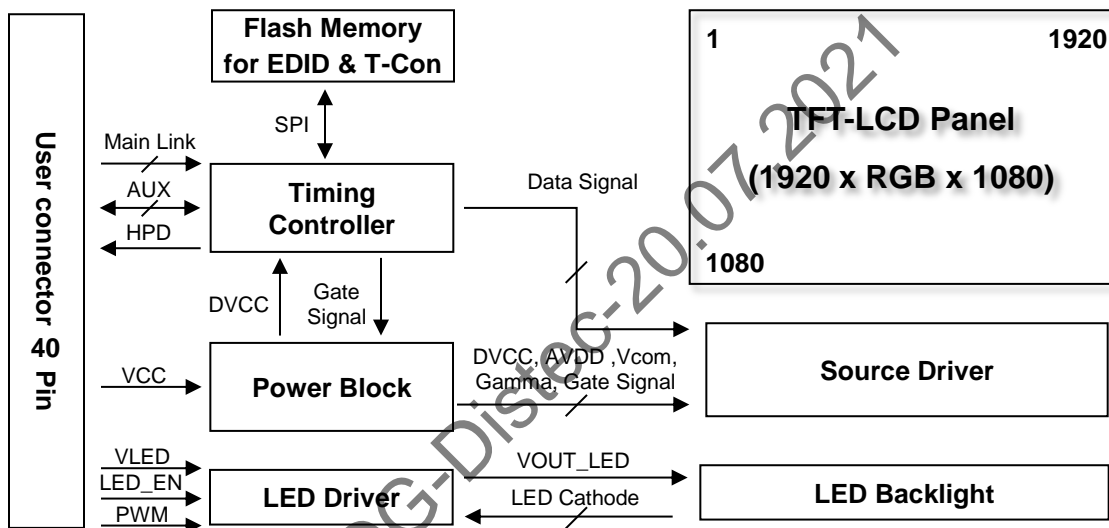 Flash Memory
for EDID & T-Con
1
1920
TFT-LCD Panel
(1920 x RGB x 1080)
1080
User connector 40 Pin
SPI
Main Link
AUX
HPD
Timing
Controller
Data Signal
DVCC
Gate
Signal
VCC
Power Block
DVCC, AVDD ,Vcom,
Gamma, Gate Signal
Source Driver
VLED
LED_EN
PWM
LED Driver
VOUT_LED
LED Cathode
LED Backlight
OG-Distec-20.07.2021